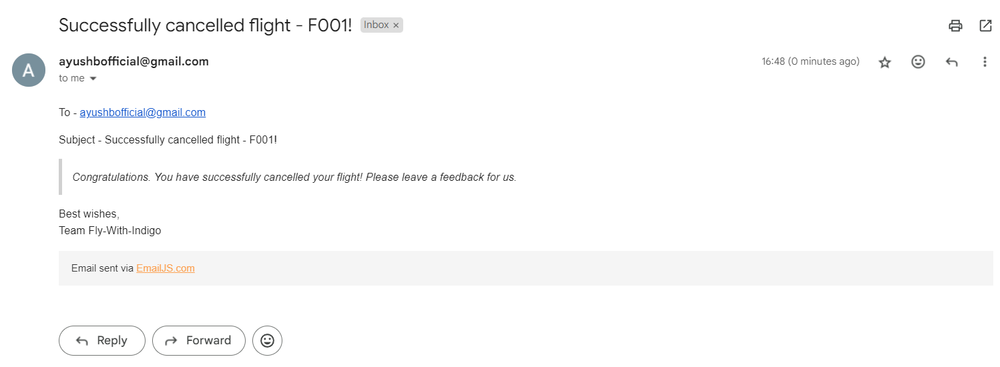 Successfully cancelled flight - F001! Inbox ×
A
ayushbofficial@gmail.com
16:48 (0 minutes ago)
to me
To - ayushbofficial@gmail.com
Subject - Successfully cancelled flight - F001!
Congratulations. You have successfully cancelled your flight! Please leave a feedback for us.
Best wishes,
Team Fly-With-Indigo
Email sent via EmailJS.com
Reply
Forward